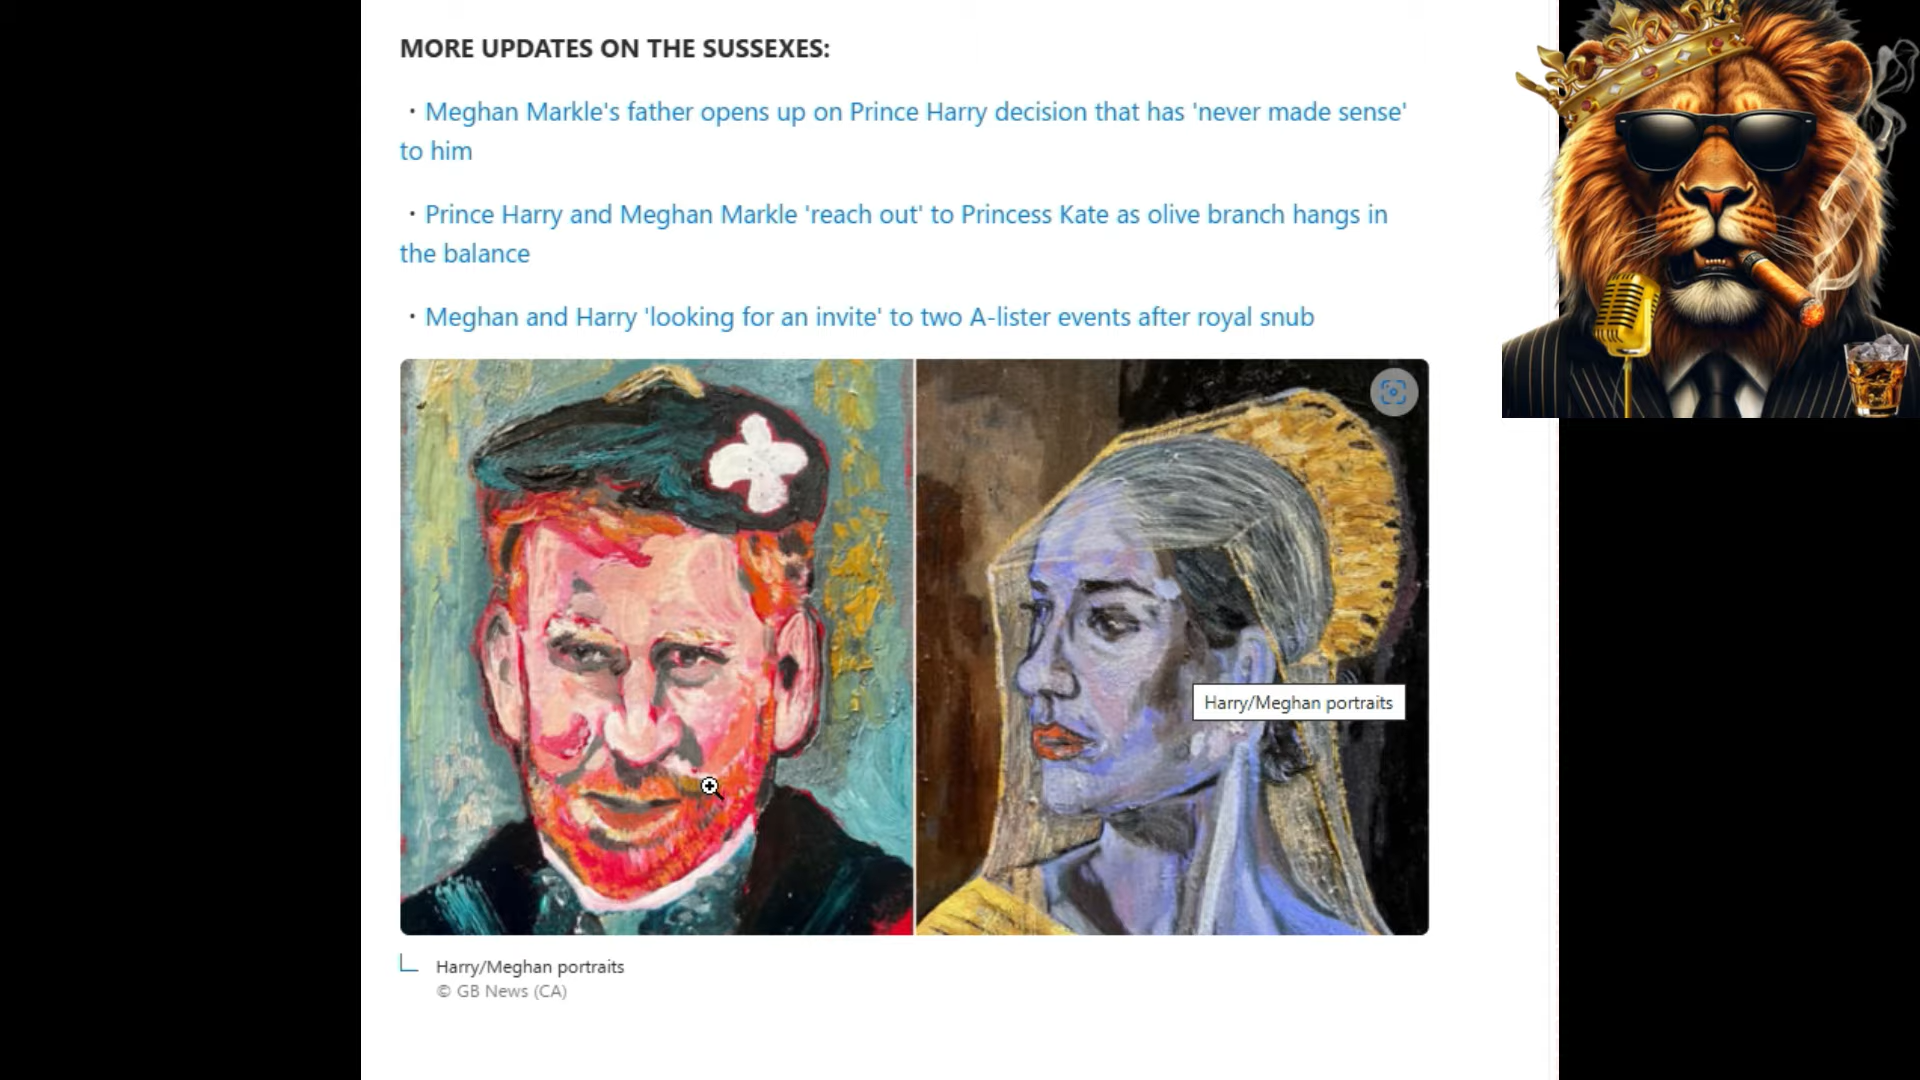 MORE UPDATES ON THE SUSSEXES:
· Meghan Markle's father opens up on Prince Harry decision that has 'never made sense'
to him
· Prince Harry and Meghan Markle 'reach out' to Princess Kate as olive branch hangs in
the balance
· Meghan and Harry 'looking for an invite' to two A-lister events after royal snub
Harry/Meghan portraits
Harry/Meghan portraits
© GB News (CA)